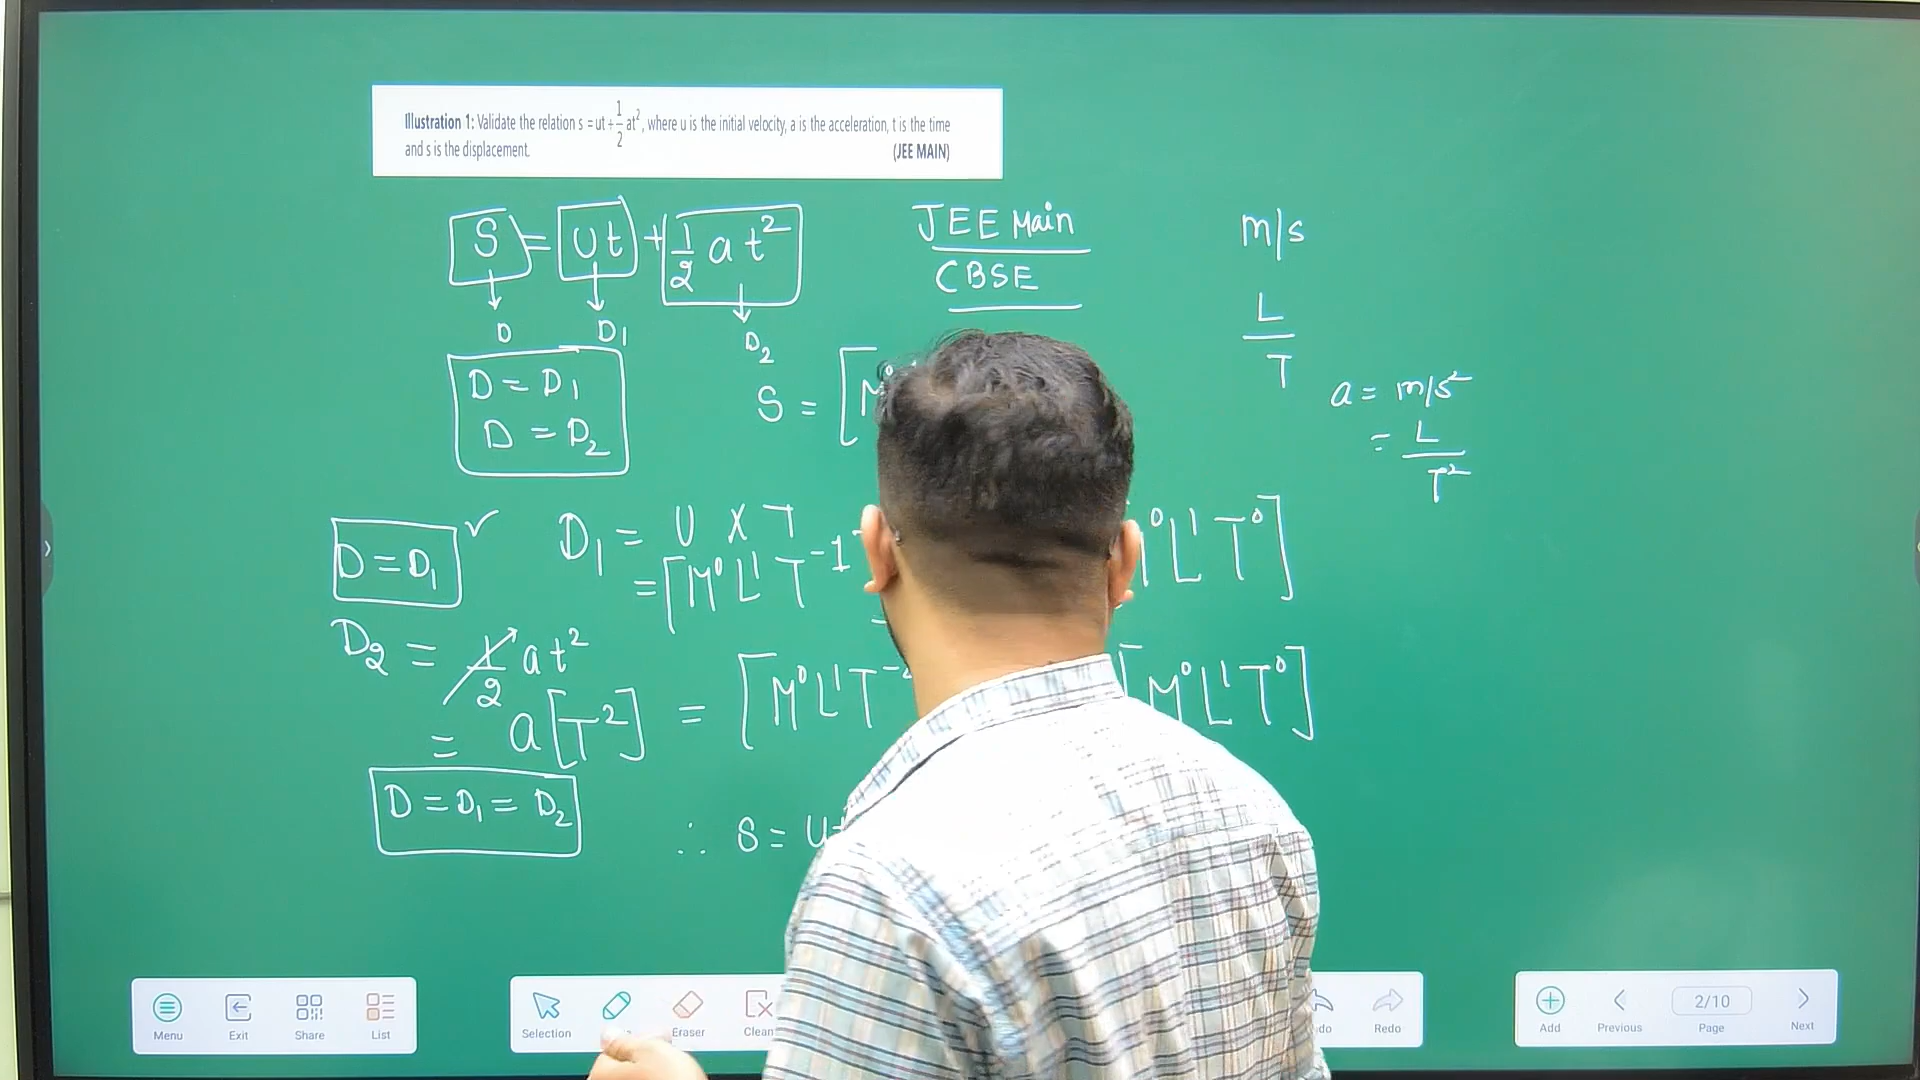 Illustration 1: Validate the relation s = ut + 1/2 at², where u is the initial velocity, a is the acceleration, t is the time
and s is the displacement. (JEE MAIN)
S = Ut + 1/2 at²
D D₁ D₂
JEE Main
CBSE
m/s
L/T
D = D₁
D = D₂
S = [M⁰
a = m/s²
= L/T²
D = D₁ ✓
D₁ = U X T
= [M⁰L¹T⁻¹
⁰L¹T⁰]
D₂ = 1/2 at²
= a[T²] = [M⁰L¹T⁻²
[M⁰L¹T⁰]
D = D₁ = D₂
∴ S = U
Menu Exit Share List
Selection Eraser Clean Redo
Add Previous 2/10 Page Next